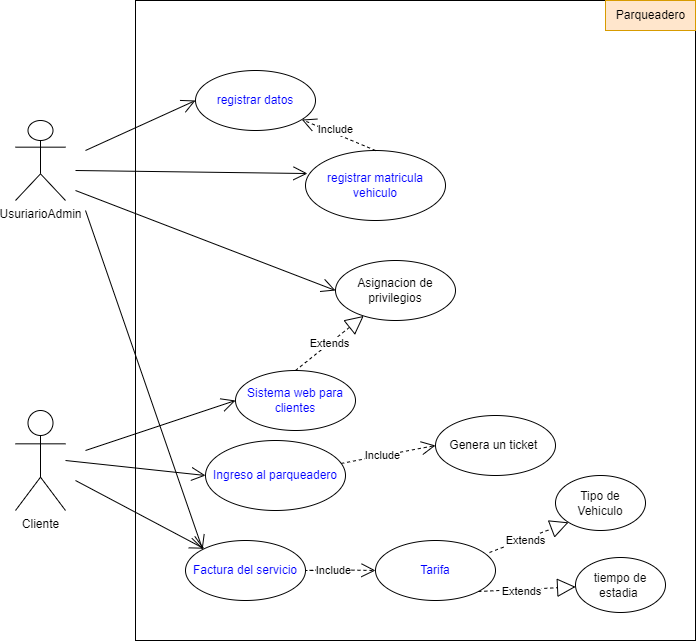 Parqueadero
registrar datos
Include
registrar matricula
vehiculo
UsuriarioAdmin
Asignacion de
privilegios
Extends
Sistema web para
clientes
Genera un ticket
Include
Ingreso al parqueadero
Tipo de
Vehiculo
Cliente
Extends
Factura del servicio
Include
Tarifa
tiempo de
estadia
Extends